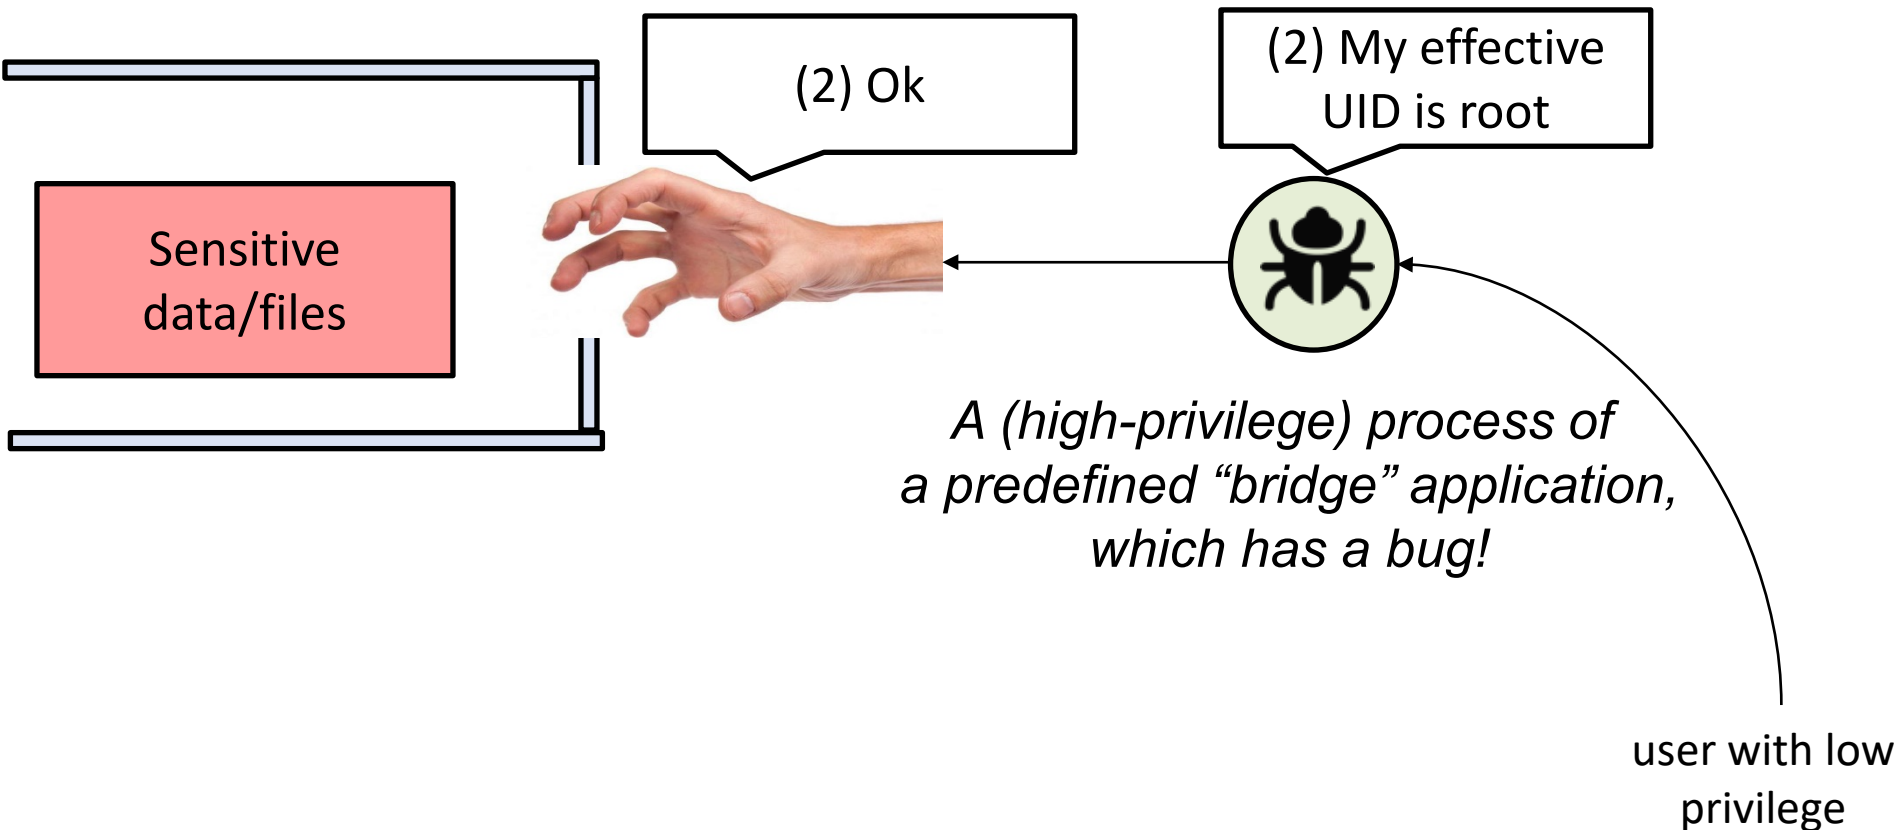 (2) Ok
(2) My effective
UID is root
Sensitive
data/files
A (high-privilege) process of
a predefined “bridge” application,
which has a bug!
user with low
privilege